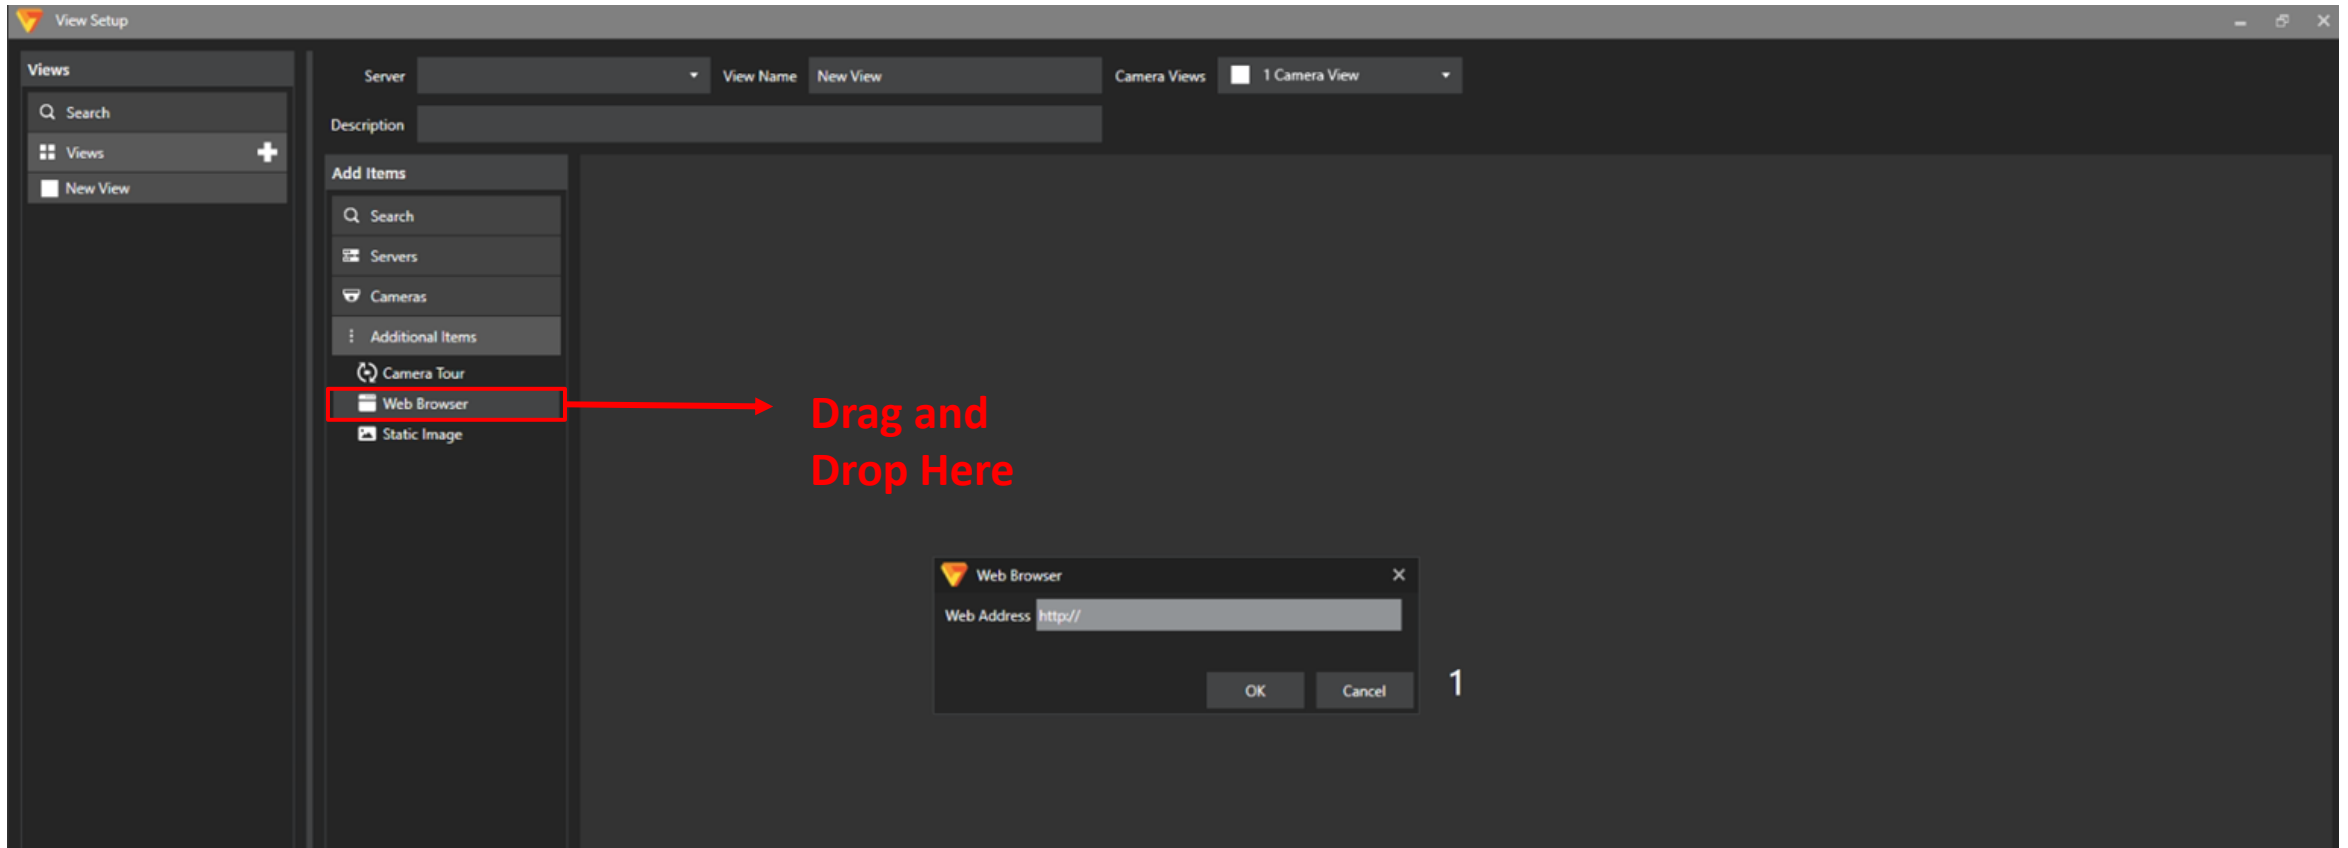 View Setup
Views
Search
Views
New View
Server
View Name New View
Camera Views 1 Camera View
Description
Add Items
Search
Servers
Cameras
Additional Items
Camera Tour
Web Browser
Static Image
Drag and
Drop Here
Web Browser
Web Address http://
OK Cancel
1